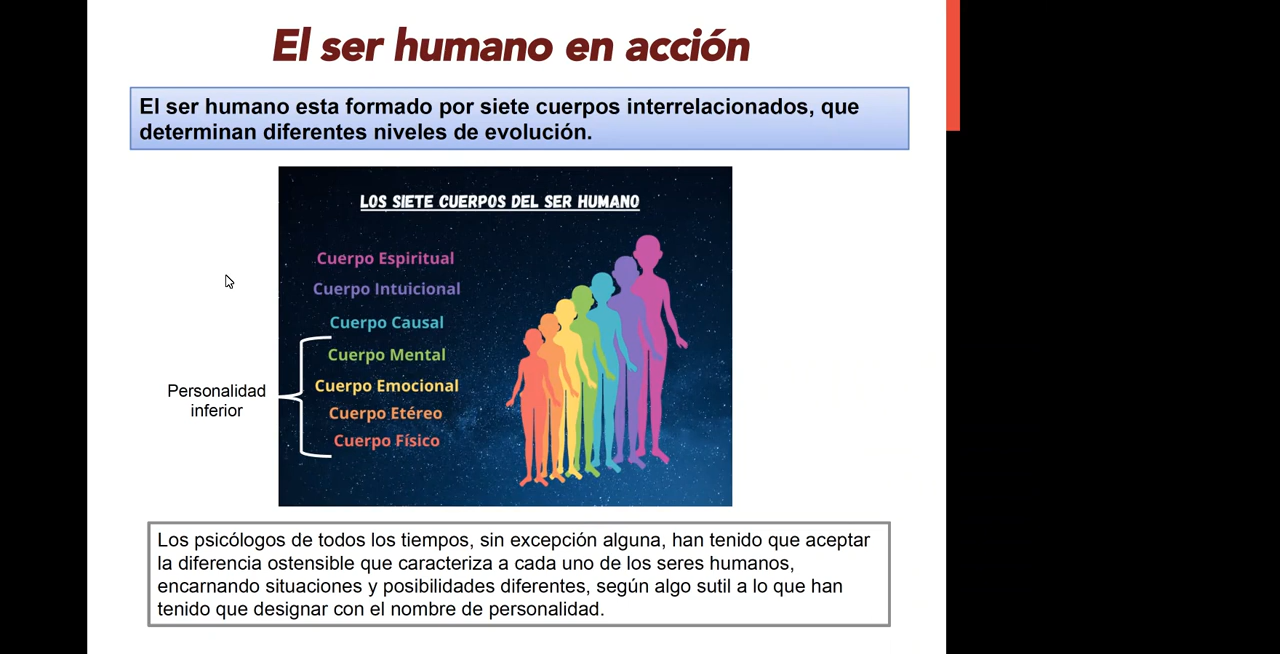 El ser humano en acción
El ser humano esta formado por siete cuerpos interrelacionados, que
determinan diferentes niveles de evolución.
LOS SIETE CUERPOS DEL SER HUMANO
Cuerpo Espiritual
Cuerpo Intuicional
Cuerpo Causal
Cuerpo Mental
Cuerpo Emocional
Cuerpo Etéreo
Cuerpo Físico
Personalidad
inferior
Los psicólogos de todos los tiempos, sin excepción alguna, han tenido que aceptar
la diferencia ostensible que caracteriza a cada uno de los seres humanos,
encarnando situaciones y posibilidades diferentes, según algo sutil a lo que han
tenido que designar con el nombre de personalidad.